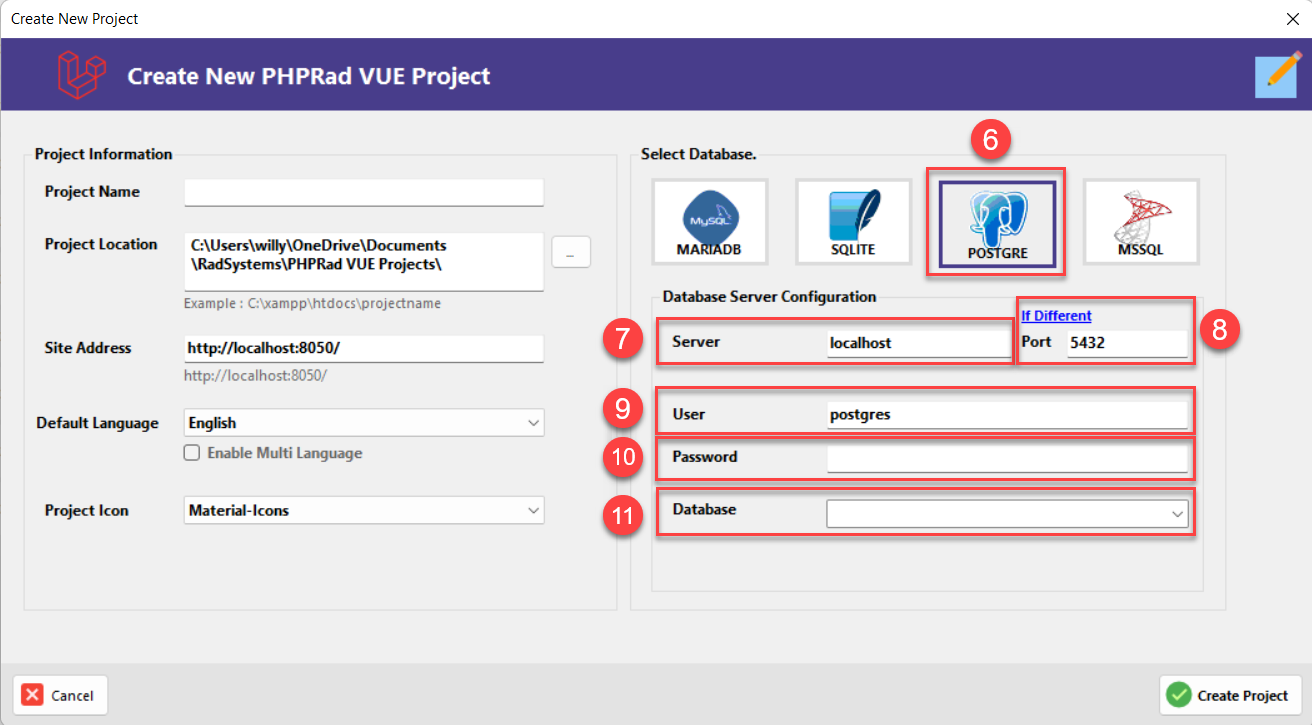 Create New Project
Create New PHPRad VUE Project
Project Information
Project Name
Project Location
C:\Users\willy\OneDrive\Documents
\RadSystems\PHPRad VUE Projects\
_
Example : C:\xampp\htdocs\projectname
Site Address
http://localhost:8050/
http://localhost:8050/
Default Language
English
Enable Multi Language
Project Icon
Material-Icons
Select Database.
6
MySQL
MARIADB
SQLITE
POSTGRE
MSSQL
Database Server Configuration
7
Server
localhost
If Different
Port 5432
8
9
User
postgres
10
Password
11
Database
Cancel
Create Project